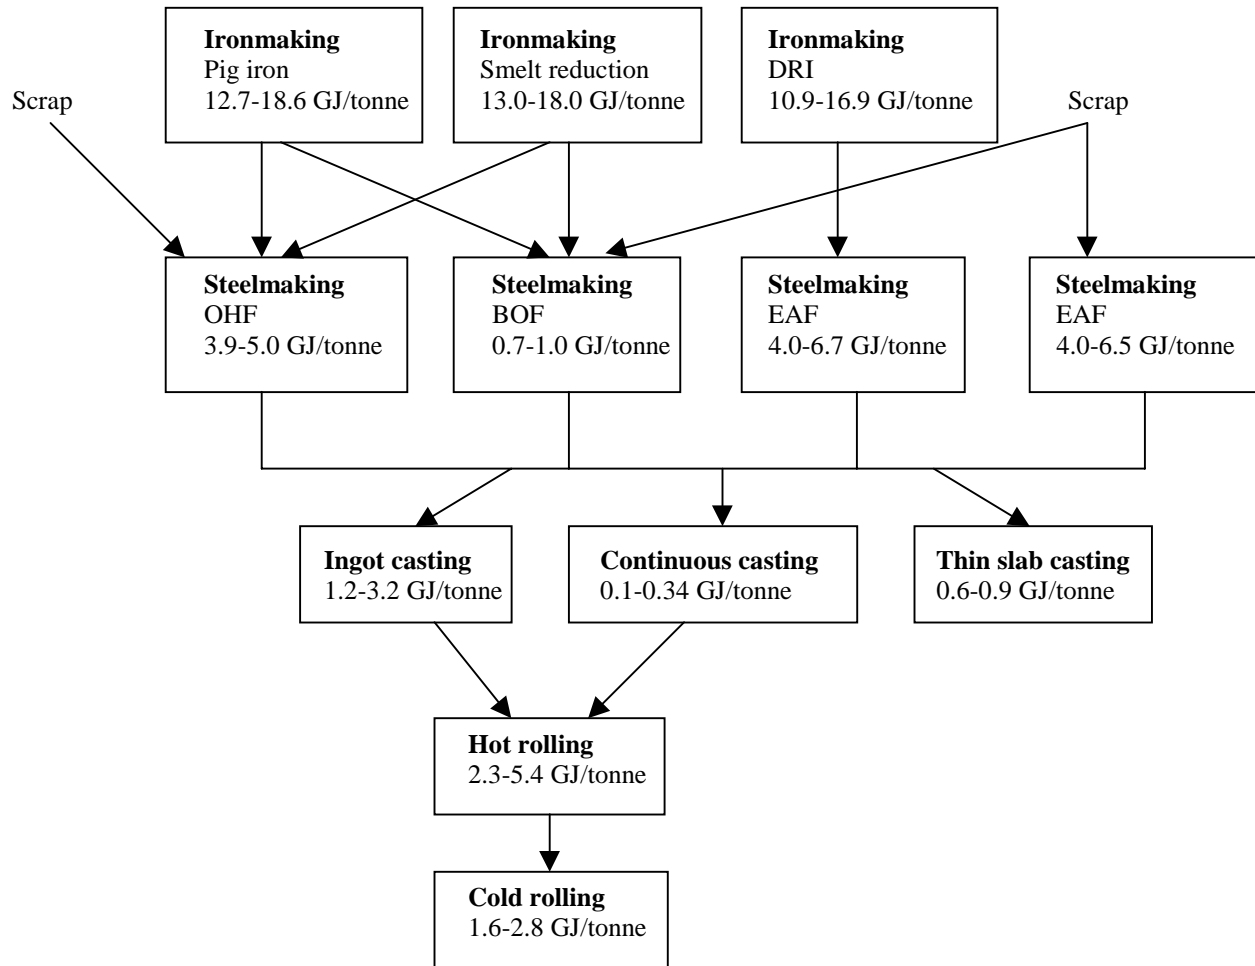 Ironmaking
Pig iron
12.7-18.6 GJ/tonne
Ironmaking
Smelt reduction
13.0-18.0 GJ/tonne
Ironmaking
DRI
10.9-16.9 GJ/tonne
Scrap
Scrap
Steelmaking
OHF
3.9-5.0 GJ/tonne
Steelmaking
BOF
0.7-1.0 GJ/tonne
Steelmaking
EAF
4.0-6.7 GJ/tonne
Steelmaking
EAF
4.0-6.5 GJ/tonne
Ingot casting
1.2-3.2 GJ/tonne
Continuous casting
0.1-0.34 GJ/tonne
Thin slab casting
0.6-0.9 GJ/tonne
Hot rolling
2.3-5.4 GJ/tonne
Cold rolling
1.6-2.8 GJ/tonne